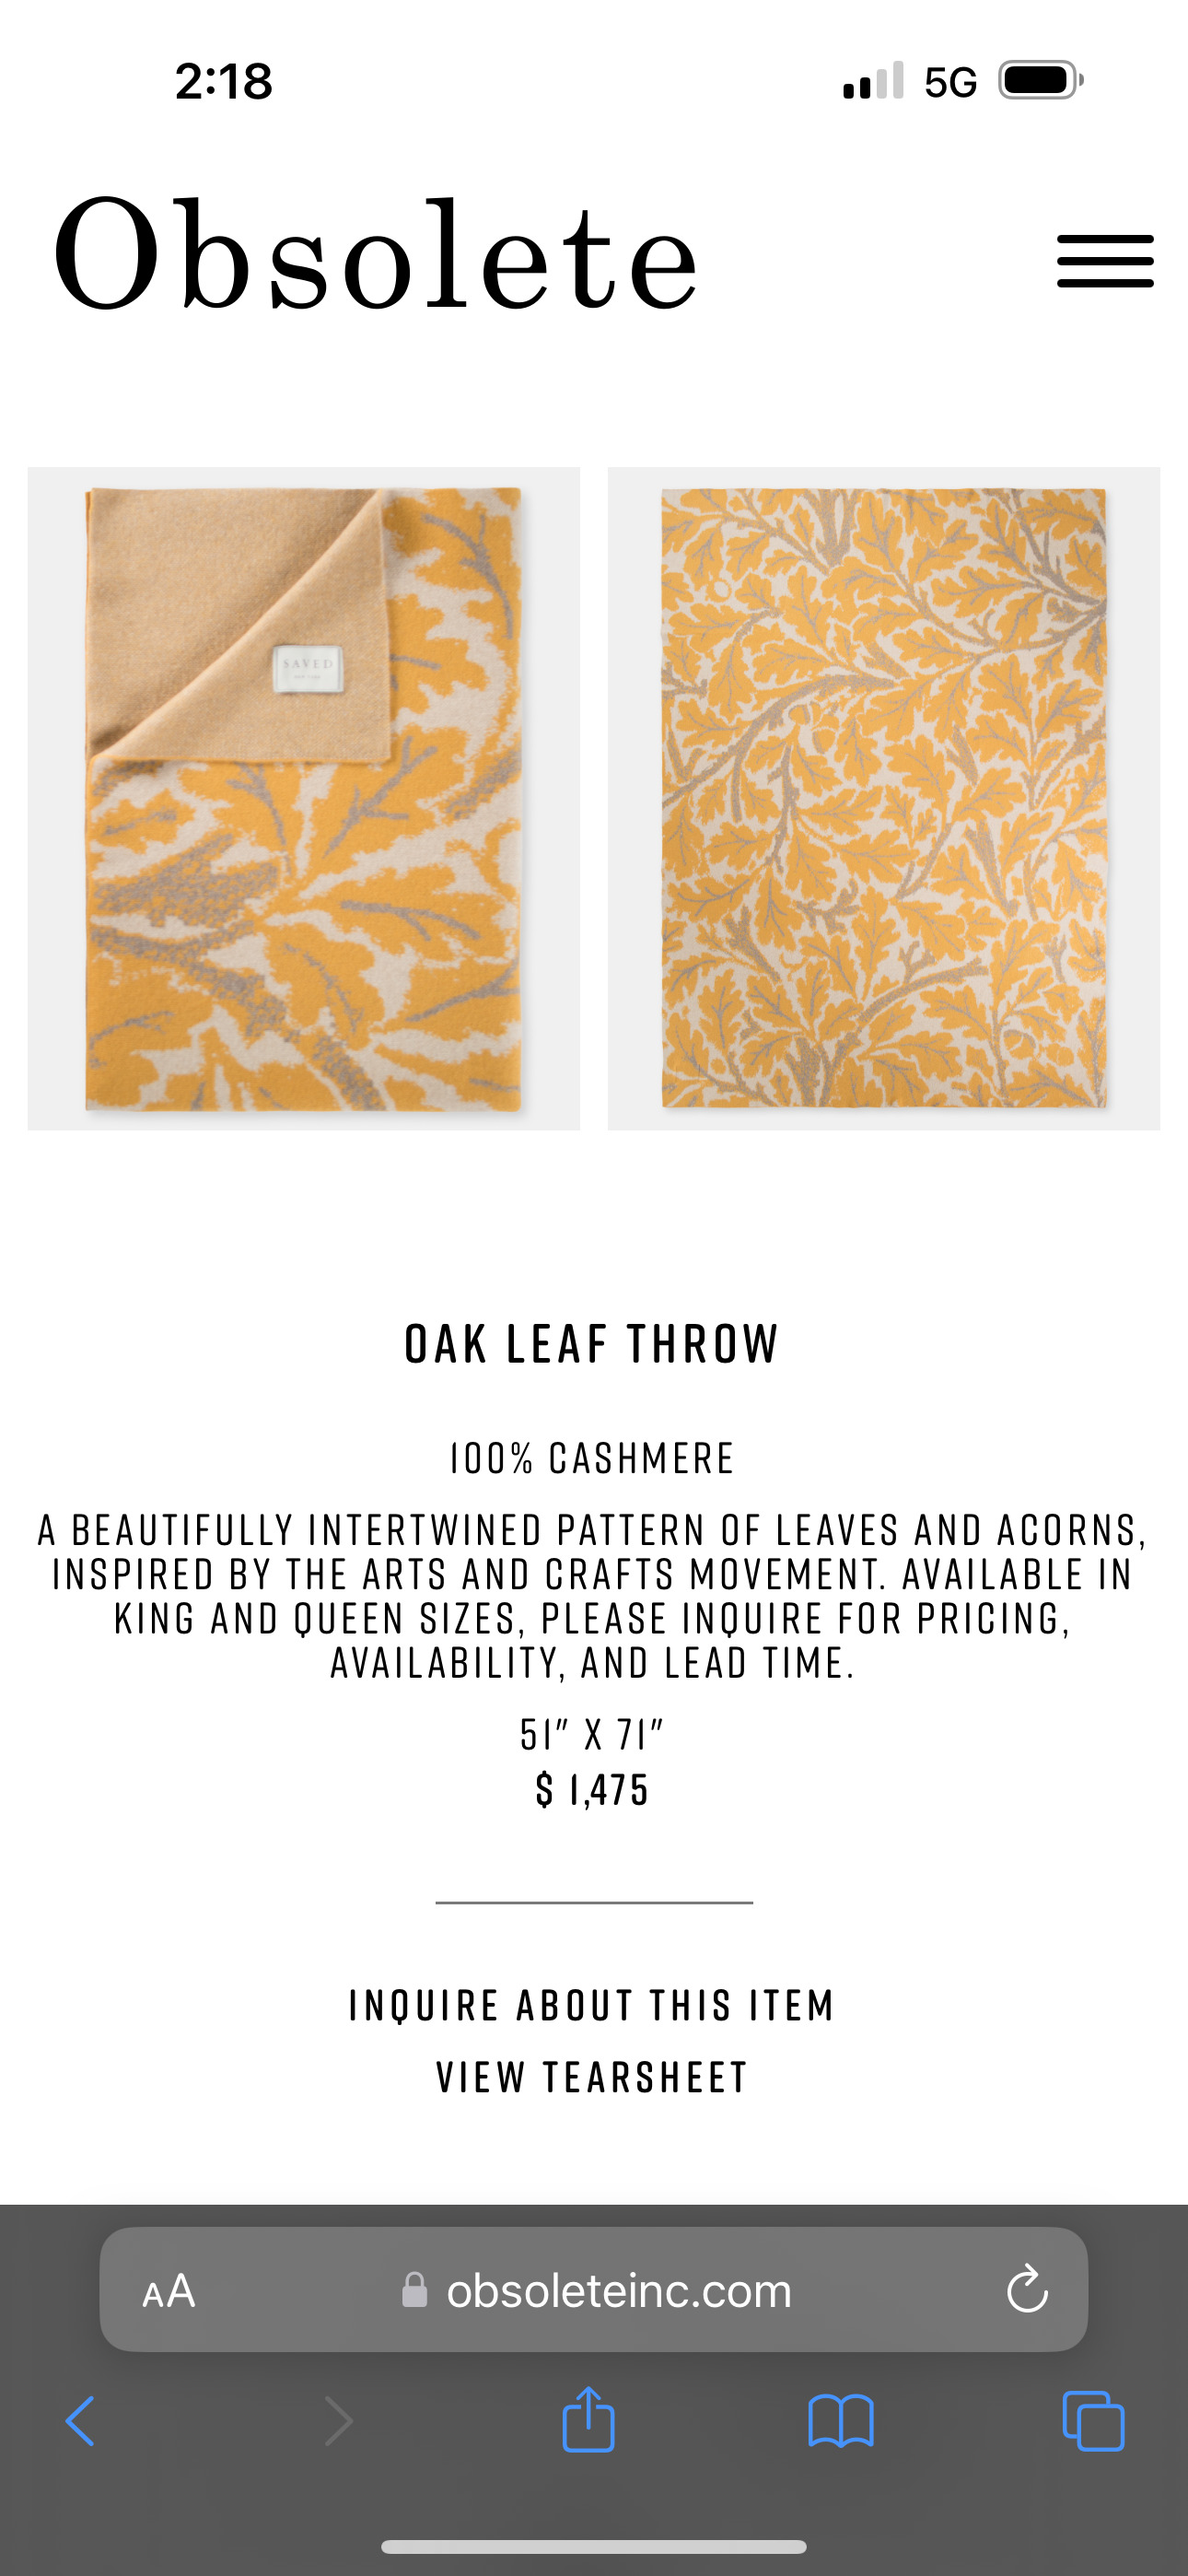 2:18
5G
Obsolete
SAVED
OAK LEAF THROW
100% CASHMERE
A BEAUTIFULLY INTERTWINED PATTERN OF LEAVES AND ACORNS,
INSPIRED BY THE ARTS AND CRAFTS MOVEMENT. AVAILABLE IN
KING AND QUEEN SIZES, PLEASE INQUIRE FOR PRICING,
AVAILABILITY, AND LEAD TIME.
51″ X 71″
$ 1,475
INQUIRE ABOUT THIS ITEM
VIEW TEARSHEET
AA obsoleteinc.com